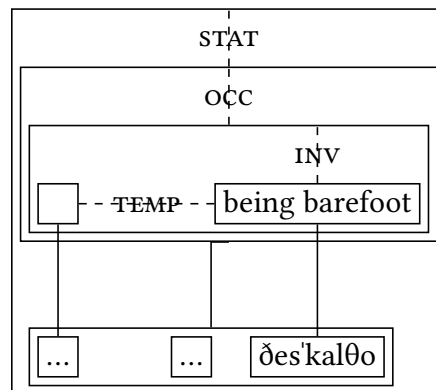 STAT
OCC
INV
TEMP being barefoot
... ... ðesˈkalθo